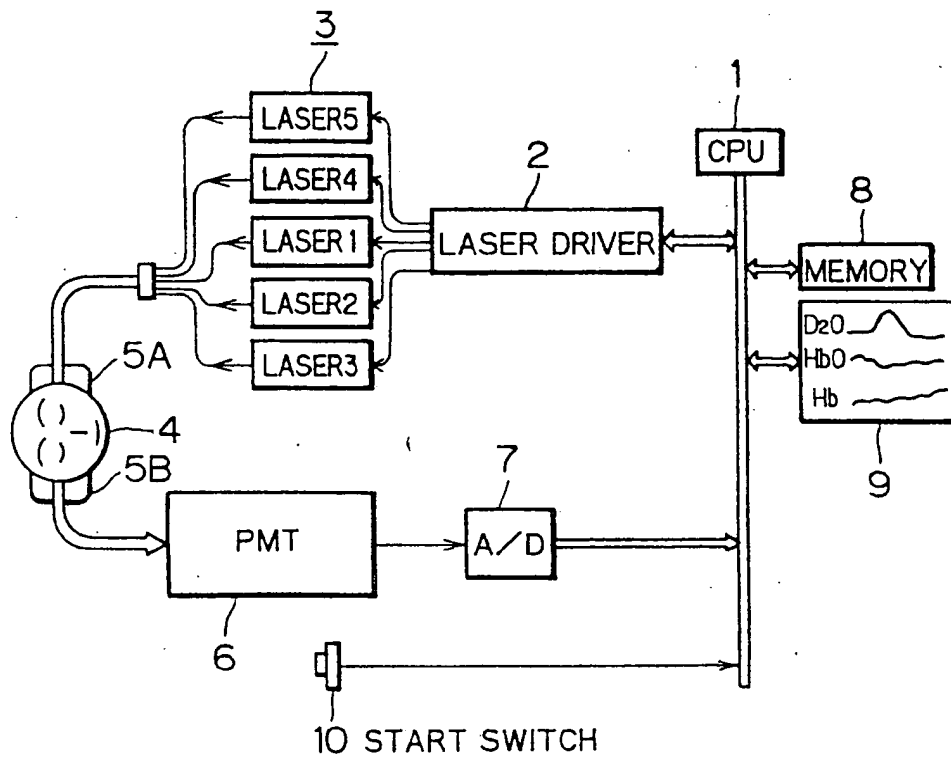 3
1
LASER5
CPU
LASER4
2
8
LASER1
LASER DRIVER
MEMORY
LASER2
D2O
5A
LASER3
HbO
Hb
4
9
5B
7
PMT
A/D
6
10 START SWITCH